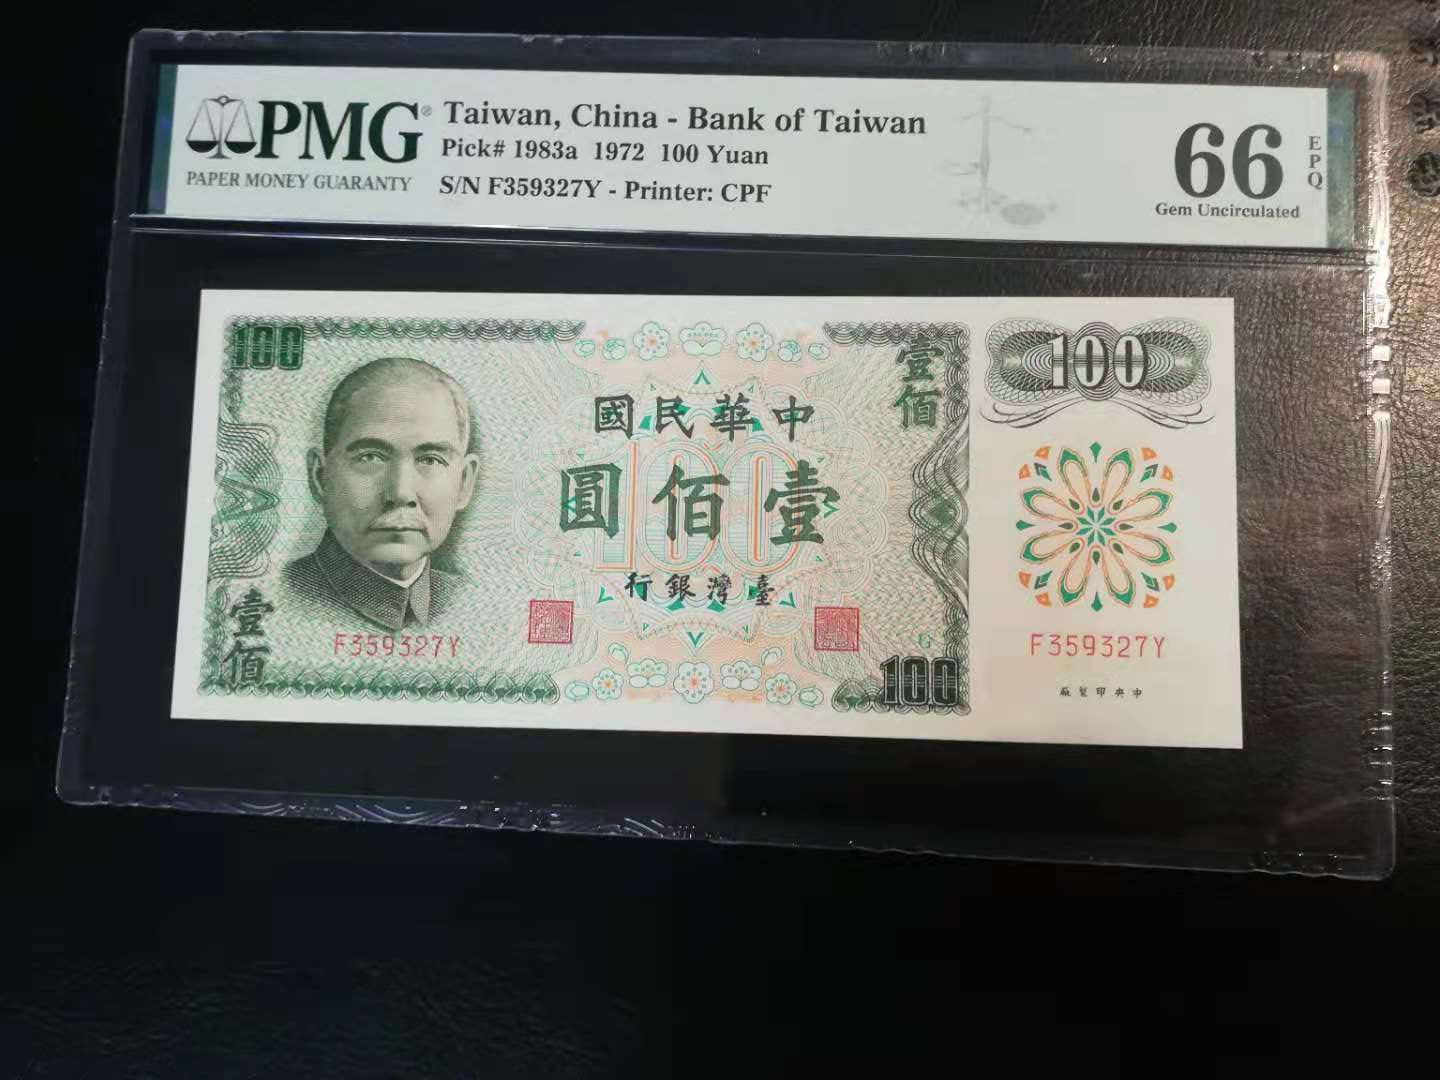 PMG®
PAPER MONEY GUARANTY
Taiwan, China - Bank of Taiwan
Pick# 1983a 1972 100 Yuan
S/N F359327Y - Printer: CPF
66
EPQ
Gem Uncirculated
100
壹佰
100
國民華中
圓佰壹
100
行銀灣臺
壹佰
F359327Y
G
F359327Y
100
廠製印央中